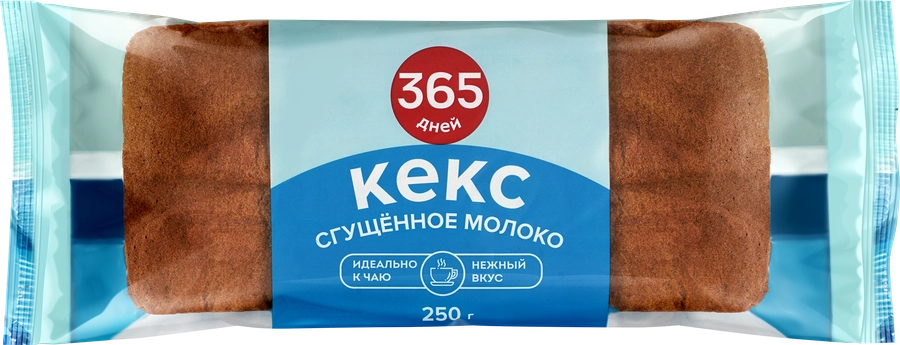 365
дней
кекс
СГУЩЁННОЕ МОЛОКО
ИДЕАЛЬНО
К ЧАЮ
НЕЖНЫЙ
ВКУС
250 г